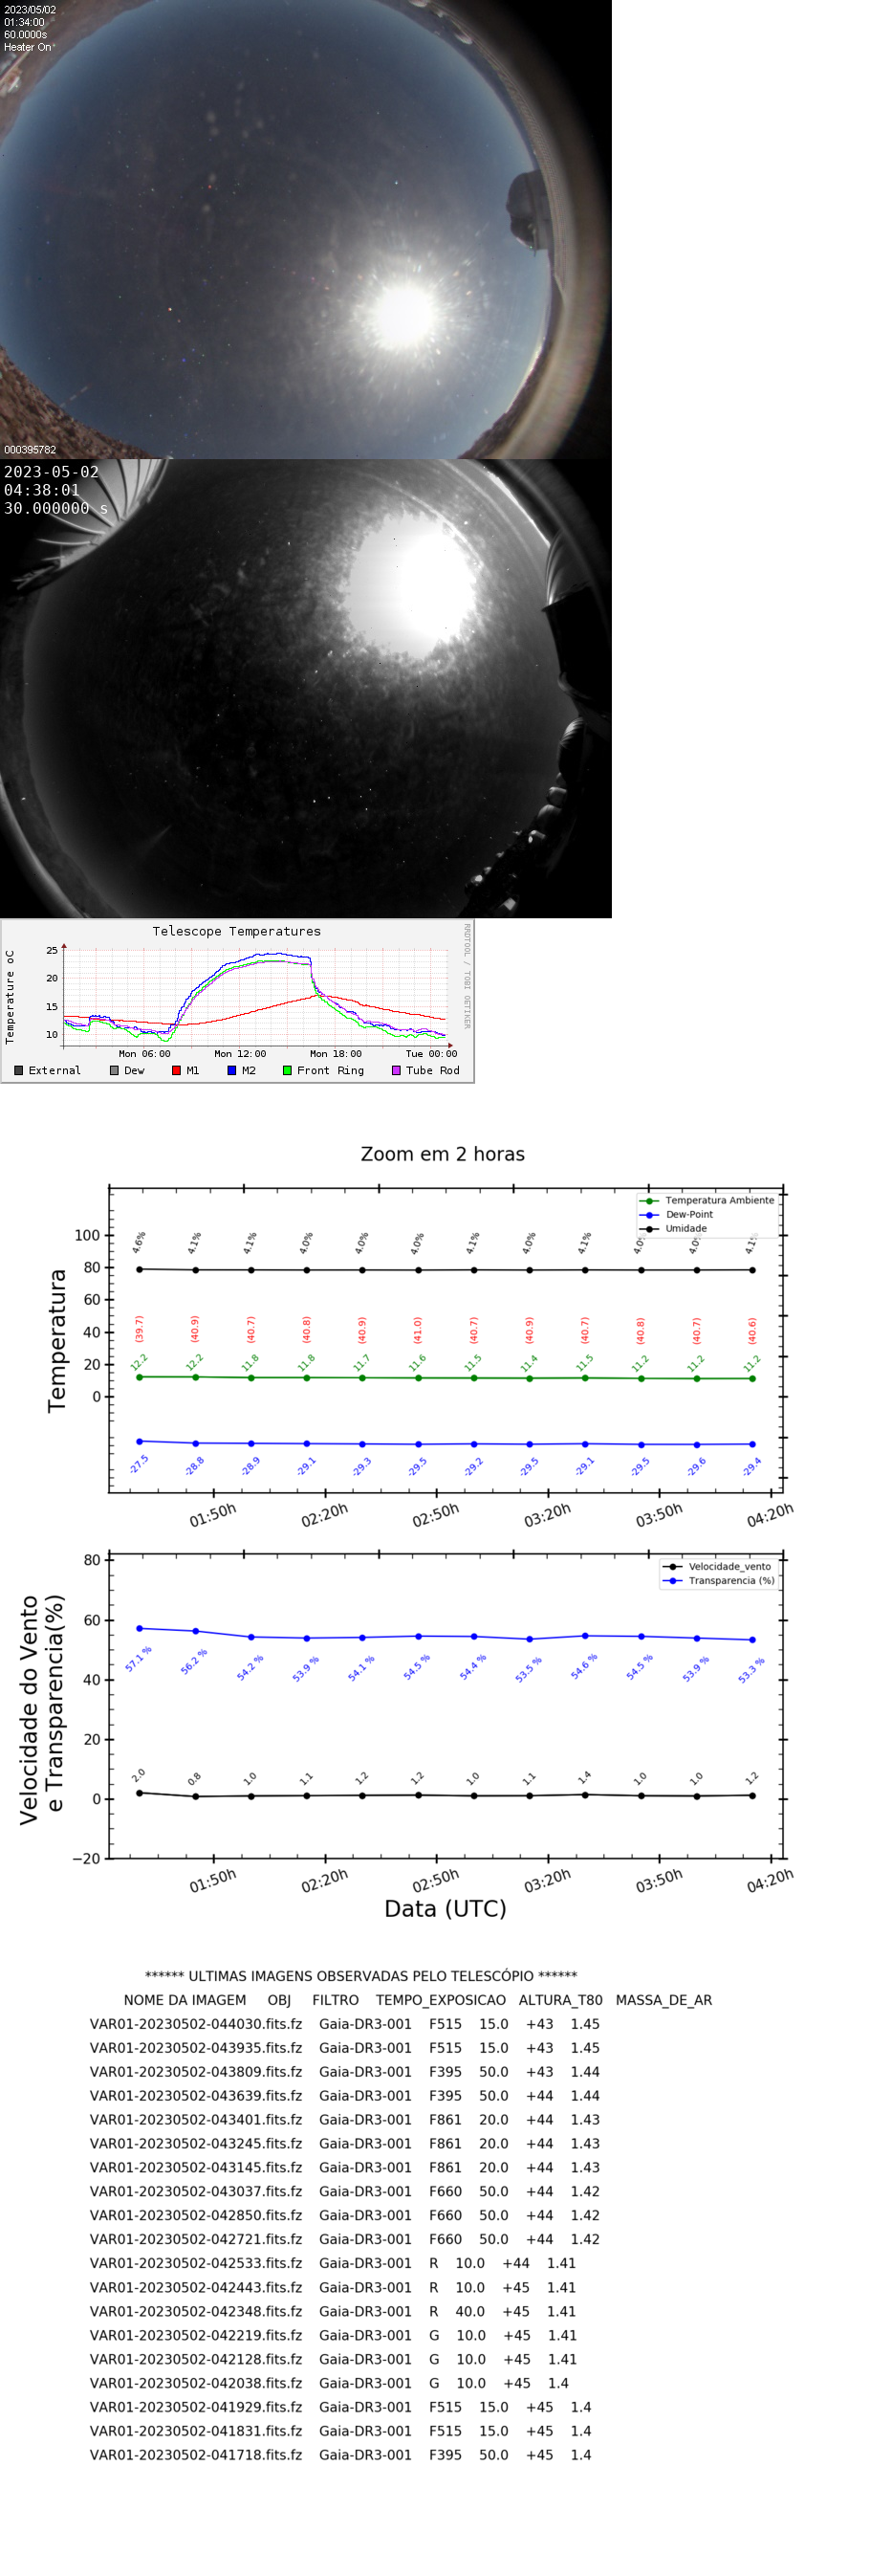 2023/05/02
01:34:00
60.0000s
Heater On
000395782
2023-05-02
04:38:01
30.000000 s
Telescope Temperatures
RRDTOOL / TOBI OETIKER
Temperature oC
25
20
15
10
Mon 06:00 Mon 12:00 Mon 18:00 Tue 00:00
External Dew M1 M2 Front Ring Tube Rod
Zoom em 2 horas
Temperatura Ambiente
Dew-Point
Umidade
Temperatura
100
80
60
40
20
0
4.6% 4.1% 4.1% 4.0% 4.0% 4.0% 4.1% 4.0% 4.1% 4.0% 4.0% 4.1%
(39.7) (40.9) (40.7) (40.8) (40.9) (41.0) (40.7) (40.9) (40.7) (40.8) (40.7) (40.6)
12.2 12.2 11.8 11.8 11.7 11.6 11.5 11.4 11.5 11.2 11.2 11.2
-27.5 -28.8 -28.9 -29.1 -29.3 -29.5 -29.2 -29.5 -29.1 -29.5 -29.6 -29.4
01:50h 02:20h 02:50h 03:20h 03:50h 04:20h
Velocidade_vento
Transparencia (%)
Velocidade do Vento
e Transparencia(%)
80
60
40
20
0
−20
57.1 % 56.2 % 54.2 % 53.9 % 54.1 % 54.5 % 54.4 % 53.5 % 54.6 % 54.5 % 53.9 % 53.3 %
2.0 0.8 1.0 1.1 1.2 1.2 1.0 1.1 1.4 1.0 1.0 1.2
01:50h 02:20h 02:50h 03:20h 03:50h 04:20h
Data (UTC)
****** ULTIMAS IMAGENS OBSERVADAS PELO TELESCÓPIO ******
NOME DA IMAGEM OBJ FILTRO TEMPO_EXPOSICAO ALTURA_T80 MASSA_DE_AR
VAR01-20230502-044030.fits.fz Gaia-DR3-001 F515 15.0 +43 1.45
VAR01-20230502-043935.fits.fz Gaia-DR3-001 F515 15.0 +43 1.45
VAR01-20230502-043809.fits.fz Gaia-DR3-001 F395 50.0 +43 1.44
VAR01-20230502-043639.fits.fz Gaia-DR3-001 F395 50.0 +44 1.44
VAR01-20230502-043401.fits.fz Gaia-DR3-001 F861 20.0 +44 1.43
VAR01-20230502-043245.fits.fz Gaia-DR3-001 F861 20.0 +44 1.43
VAR01-20230502-043145.fits.fz Gaia-DR3-001 F861 20.0 +44 1.43
VAR01-20230502-043037.fits.fz Gaia-DR3-001 F660 50.0 +44 1.42
VAR01-20230502-042850.fits.fz Gaia-DR3-001 F660 50.0 +44 1.42
VAR01-20230502-042721.fits.fz Gaia-DR3-001 F660 50.0 +44 1.42
VAR01-20230502-042533.fits.fz Gaia-DR3-001 R 10.0 +44 1.41
VAR01-20230502-042443.fits.fz Gaia-DR3-001 R 10.0 +45 1.41
VAR01-20230502-042348.fits.fz Gaia-DR3-001 R 40.0 +45 1.41
VAR01-20230502-042219.fits.fz Gaia-DR3-001 G 10.0 +45 1.41
VAR01-20230502-042128.fits.fz Gaia-DR3-001 G 10.0 +45 1.41
VAR01-20230502-042038.fits.fz Gaia-DR3-001 G 10.0 +45 1.4
VAR01-20230502-041929.fits.fz Gaia-DR3-001 F515 15.0 +45 1.4
VAR01-20230502-041831.fits.fz Gaia-DR3-001 F515 15.0 +45 1.4
VAR01-20230502-041718.fits.fz Gaia-DR3-001 F395 50.0 +45 1.4